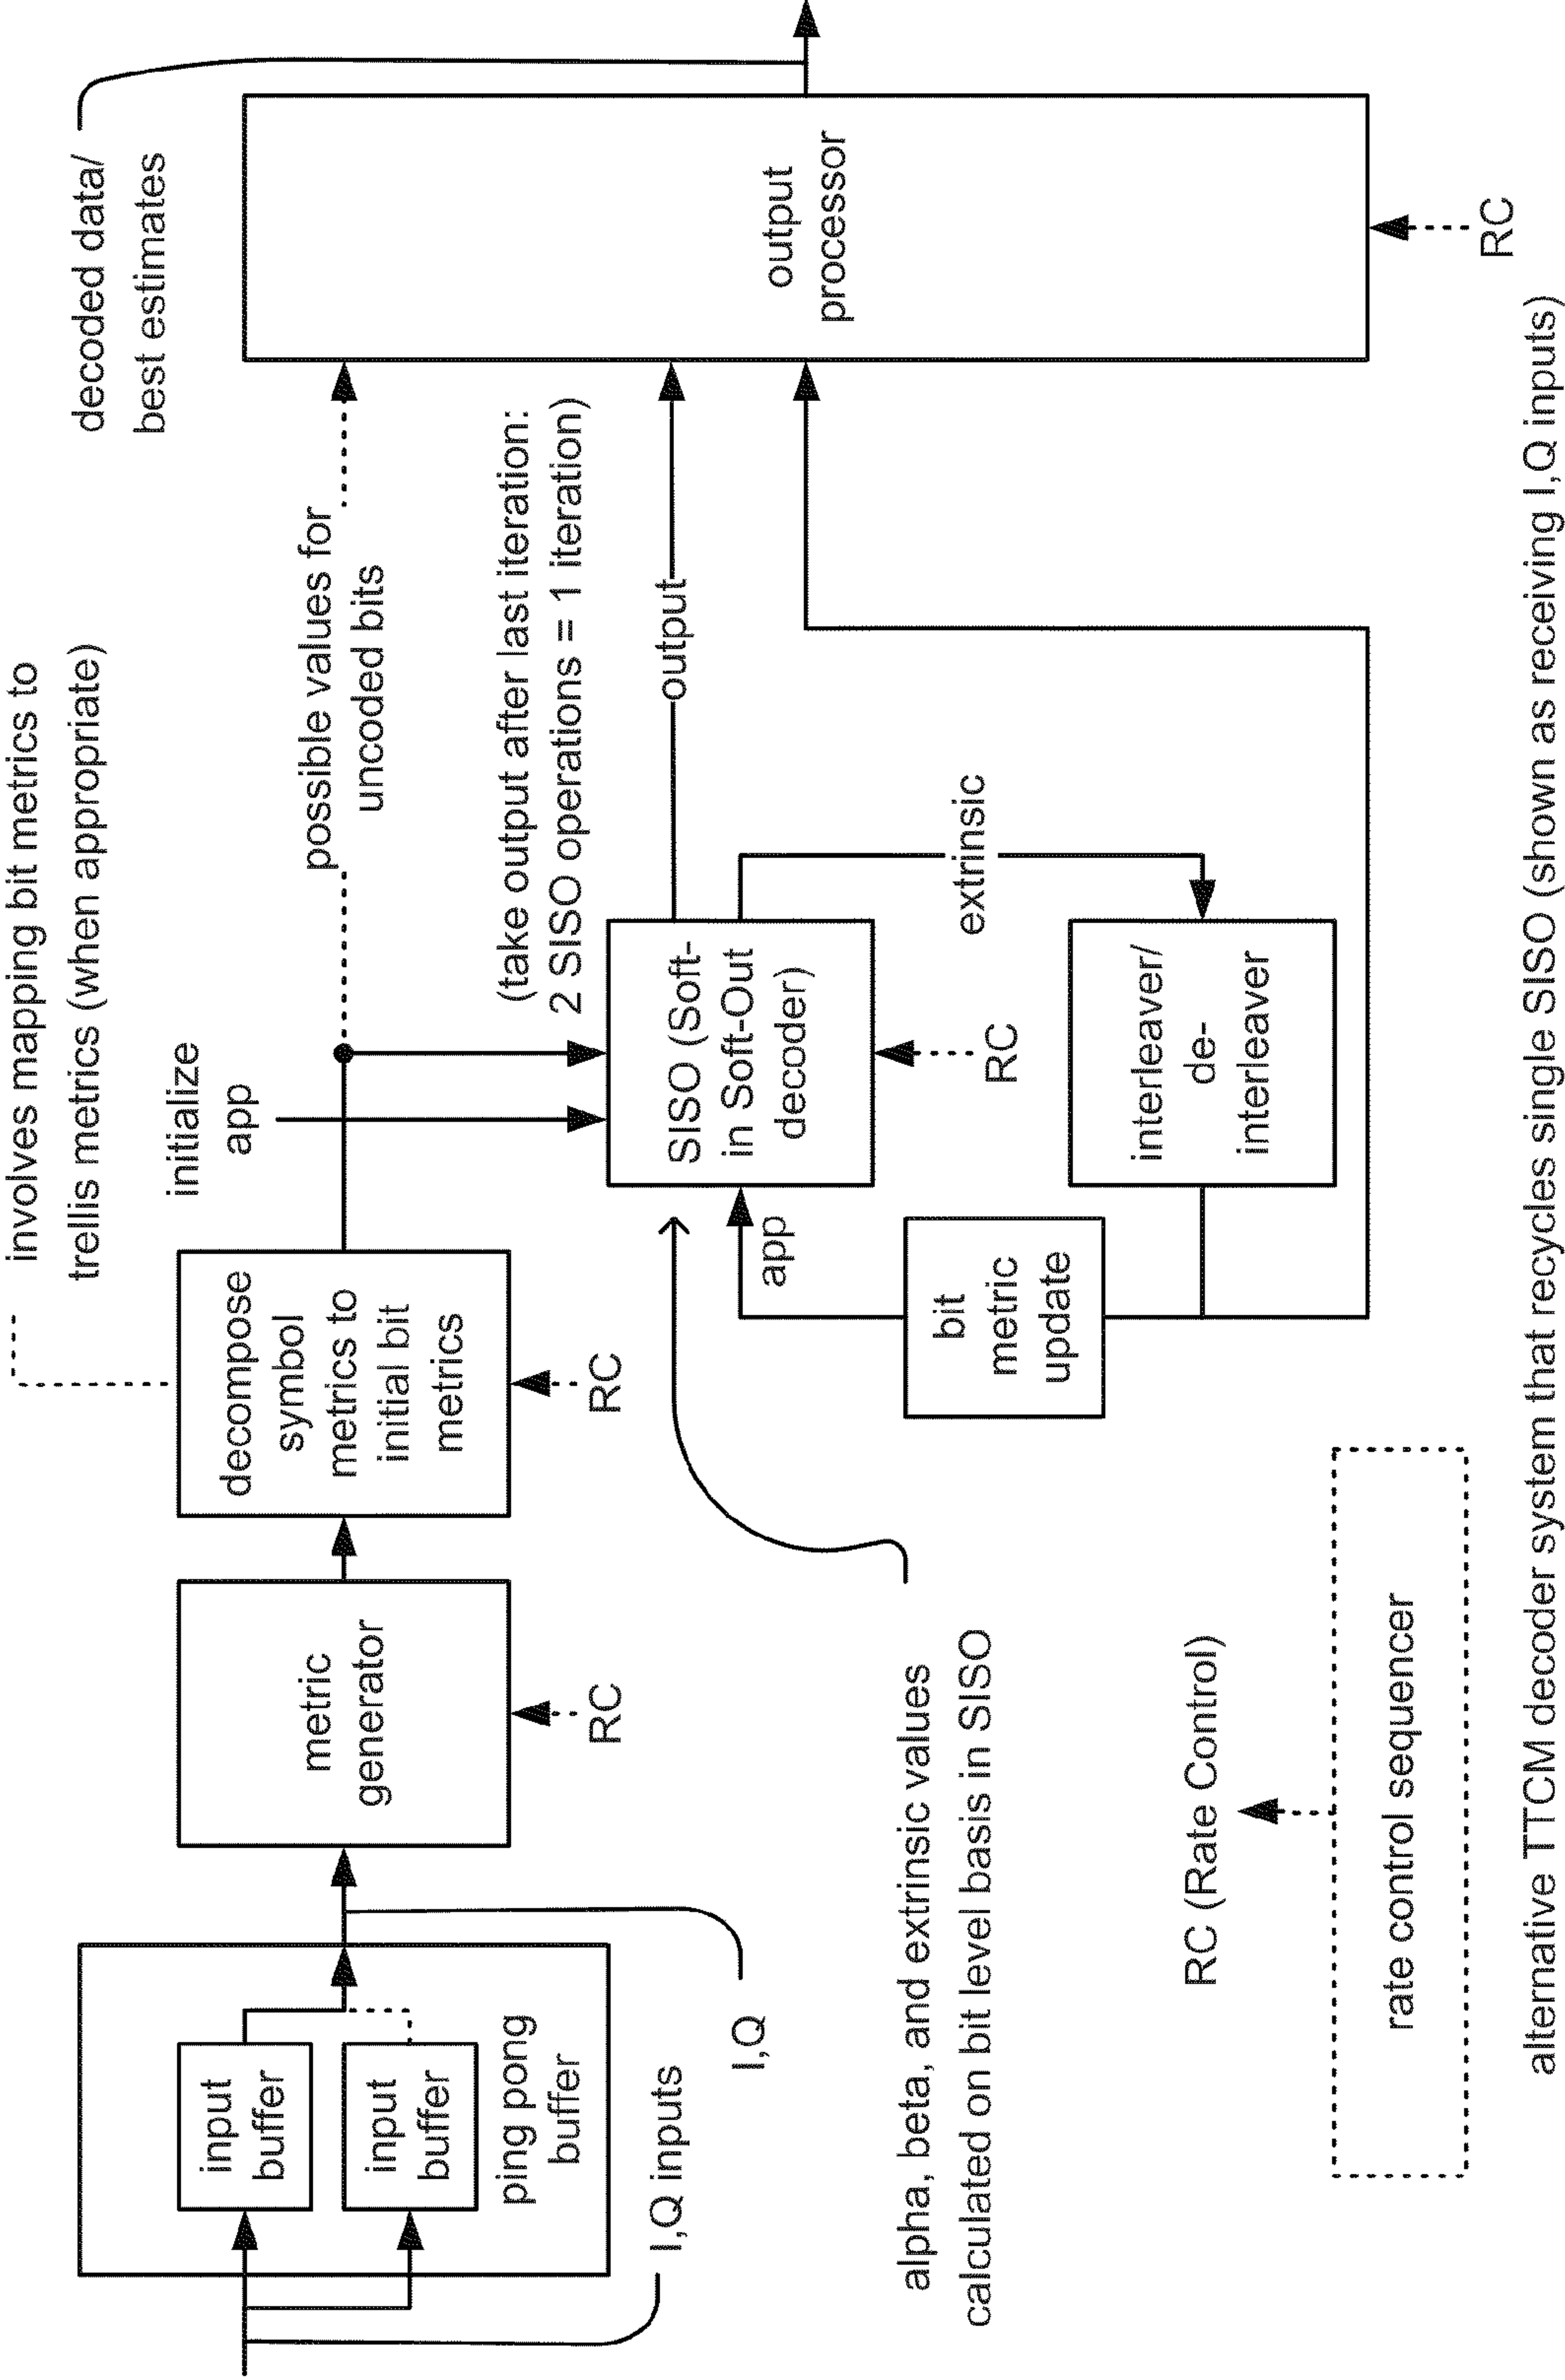 involves mapping bit metrics to
trellis metrics (when appropriate)
decoded data/
best estimates
initialize
app
possible values for
uncoded bits
input
buffer
input
buffer
ping pong
buffer
metric
generator
decompose
symbol
metrics to
initial bit
metrics
output
processor
I,Q inputs
I,Q
RC
RC
(take output after last iteration:
2 SISO operations = 1 iteration)
output
SISO (Soft-
in Soft-Out
decoder)
app
RC
extrinsic
bit
metric
update
interleaver/
de-
interleaver
alpha, beta, and extrinsic values
calculated on bit level basis in SISO
RC (Rate Control)
rate control sequencer
RC
alternative TTCM decoder system that recycles single SISO (shown as receiving I,Q inputs)